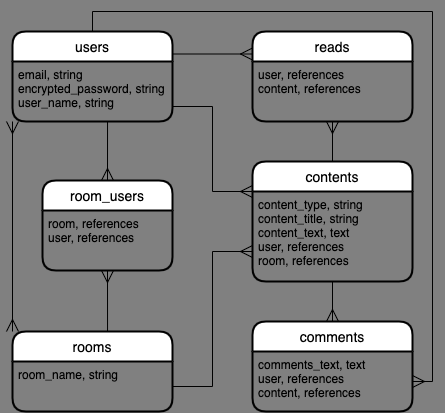 users
email, string
encrypted_password, string
user_name, string
reads
user, references
content, references
room_users
room, references
user, references
contents
content_type, string
content_title, string
content_text, text
user, references
room, references
rooms
room_name, string
comments
comments_text, text
user, references
content, references